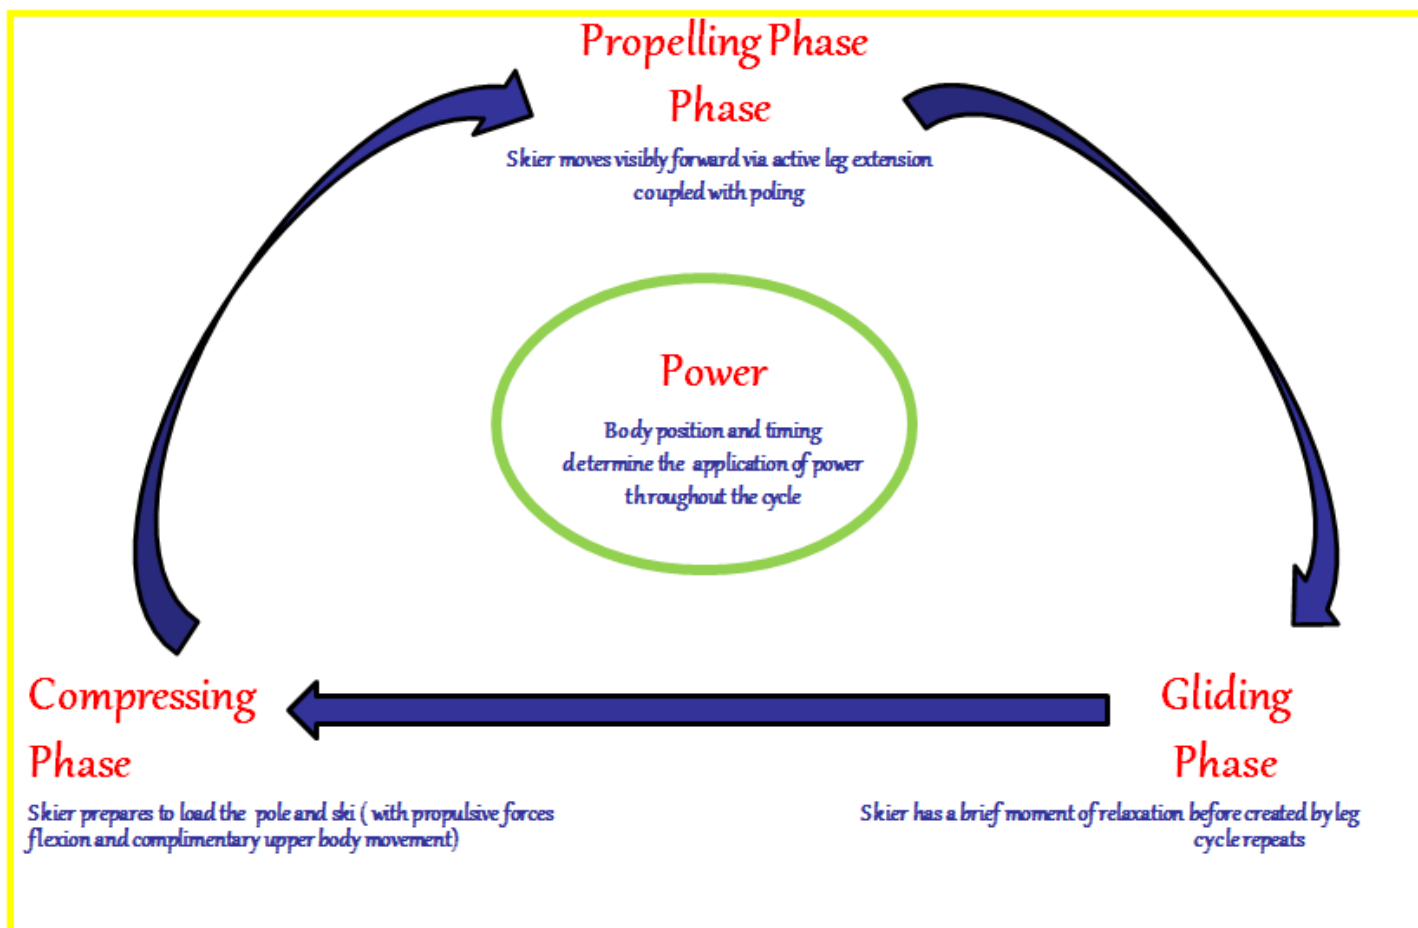 Propelling Phase
Phase
Skier moves visibly forward via active leg extension
coupled with poling
Power
Body position and timing
determine the application of power
throughout the cycle
Compressing
Phase
Skier prepares to load the pole and ski ( with propulsive forces
flexion and complimentary upper body movement)
Gliding
Phase
Skier has a brief moment of relaxation before created by leg
cycle repeats